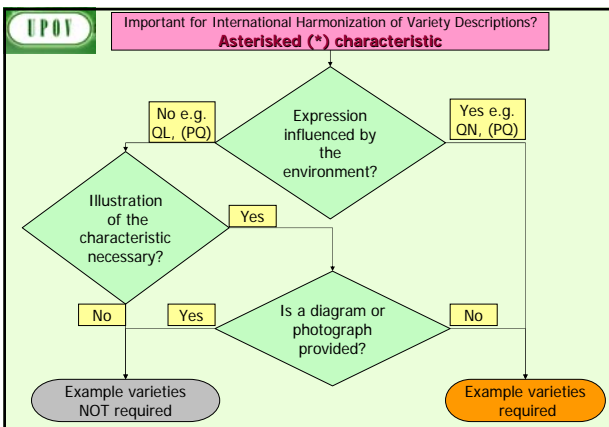 UPOV
Important for International Harmonization of Variety Descriptions?
Asterisked (*) characteristic
No e.g.
QL, (PQ)
Expression
influenced by
the
environment?
Yes e.g.
QN, (PQ)
Illustration
of the
characteristic
necessary?
Yes
No
Yes
Is a diagram or
photograph
provided?
No
Example varieties
NOT required
Example varieties
required